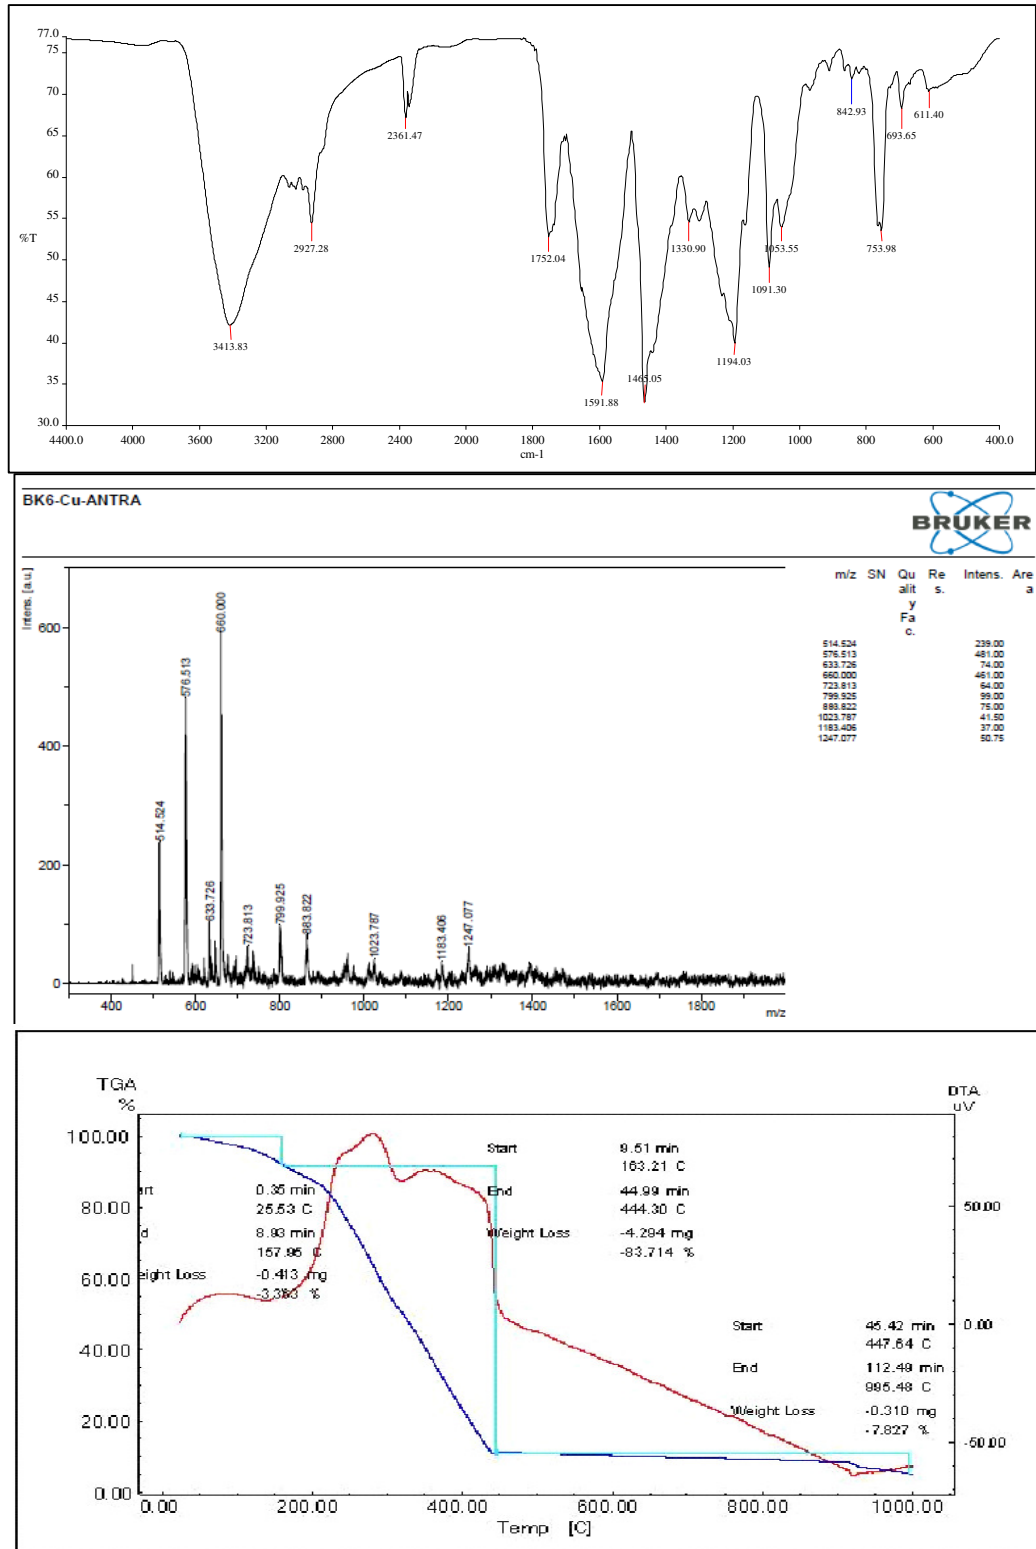 77.0
75
70
65
60
55
%T
50
45
40
35
30.0
4400.0 4000 3600 3200 2800 2400 2000 1800 1600 1400 1200 1000 800 600 400.0
cm-1
3413.83
2927.28
2361.47
1752.04
1591.88
1465.05
1330.90
1194.03
1091.30
1053.55
842.93
753.98
693.65
611.40
BK6-Cu-ANTRA
BRUKER
Intens. [a.u.]
600
400
200
0
514.524
576.513
633.726
660.000
723.813
799.925
883.822
1023.787
1183.406
1247.077
400 600 800 1000 1200 1400 1600 1800
m/z
m/z SN Qu Re Intens. Are
alit s. a
y
Fa
c.
514.524 239.00
576.513 481.00
633.726 74.00
660.000 461.00
723.813 64.00
799.925 99.00
883.822 75.00
1023.787 41.50
1183.406 37.00
1247.077 50.75
TGA
%
DTA
uV
100.00
80.00
60.00
40.00
20.00
0.00
50.00
0.00
-50.00
art 0.35 min
25.53 C
d 8.93 min
157.95 C
eight Loss -0.413 mg
-3.383 %
Start 9.51 min
163.21 C
End 44.99 min
444.30 C
Weight Loss -4.294 mg
-83.714 %
Start 45.42 min
447.64 C
End 112.49 min
995.48 C
Weight Loss -0.310 mg
-7.827 %
0.00 200.00 400.00 600.00 800.00 1000.00
Temp [C]